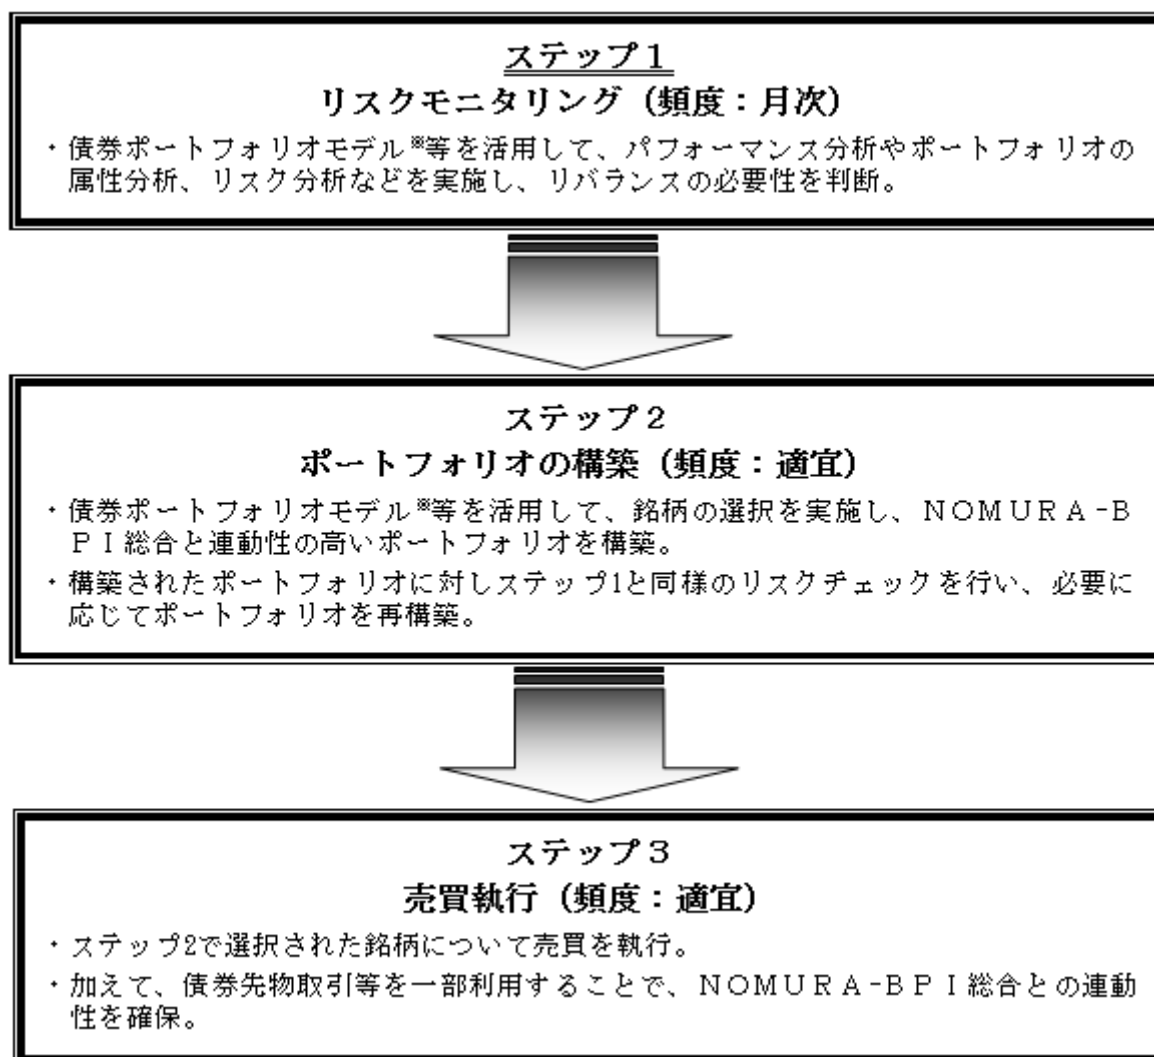 ステップ1
リスクモニタリング（頻度：月次）
・債券ポートフォリオモデル※等を活用して、パフォーマンス分析やポートフォリオの
属性分析、リスク分析などを実施し、リバランスの必要性を判断。
ステップ２
ポートフォリオの構築（頻度：適宜）
・債券ポートフォリオモデル※等を活用して、銘柄の選択を実施し、ＮＯＭＵＲＡ-Ｂ
ＰＩ総合と連動性の高いポートフォリオを構築。
・構築されたポートフォリオに対しステップ1と同様のリスクチェックを行い、必要に
応じてポートフォリオを再構築。
ステップ３
売買執行（頻度：適宜）
・ステップ2で選択された銘柄について売買を執行。
・加えて、債券先物取引等を一部利用することで、ＮＯＭＵＲＡ-ＢＰＩ総合との連動
性を確保。